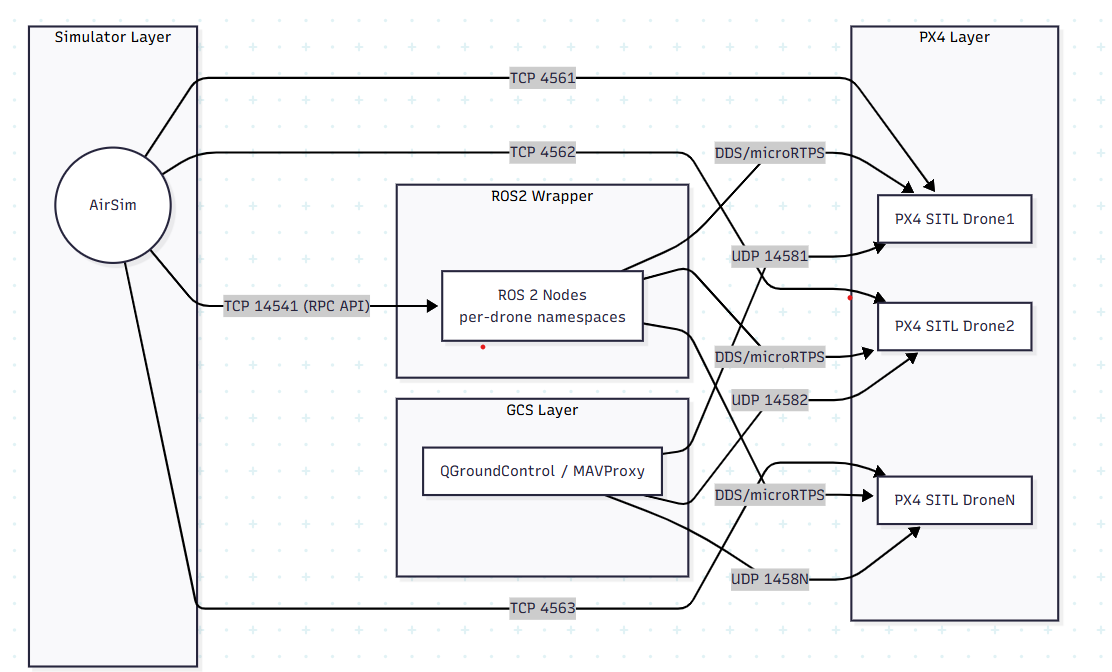 Simulator Layer
PX4 Layer
TCP 4561
TCP 4562
DDS/microRTPS
ROS2 Wrapper
AirSim
PX4 SITL Drone1
UDP 14581
ROS 2 Nodes
per-drone namespaces
TCP 14541 (RPC API)
PX4 SITL Drone2
DDS/microRTPS
UDP 14582
GCS Layer
QGroundControl / MAVProxy
DDS/microRTPS
PX4 SITL DroneN
UDP 1458N
TCP 4563